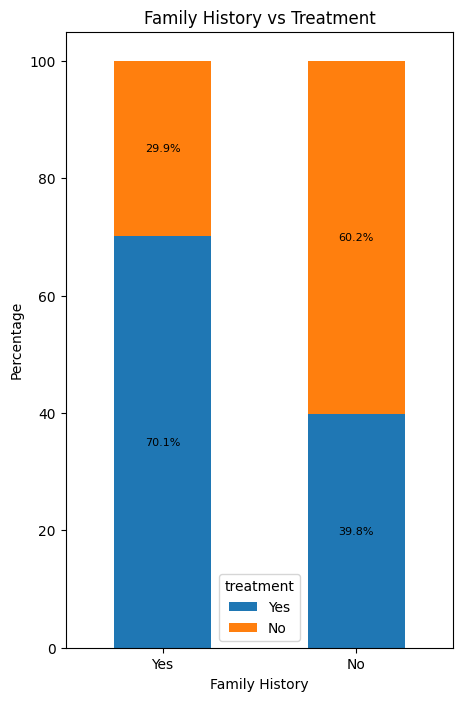 Family History vs Treatment
100
80
60
40
20
0
Percentage
29.9%
60.2%
70.1%
39.8%
treatment
Yes
No
Yes
No
Family History